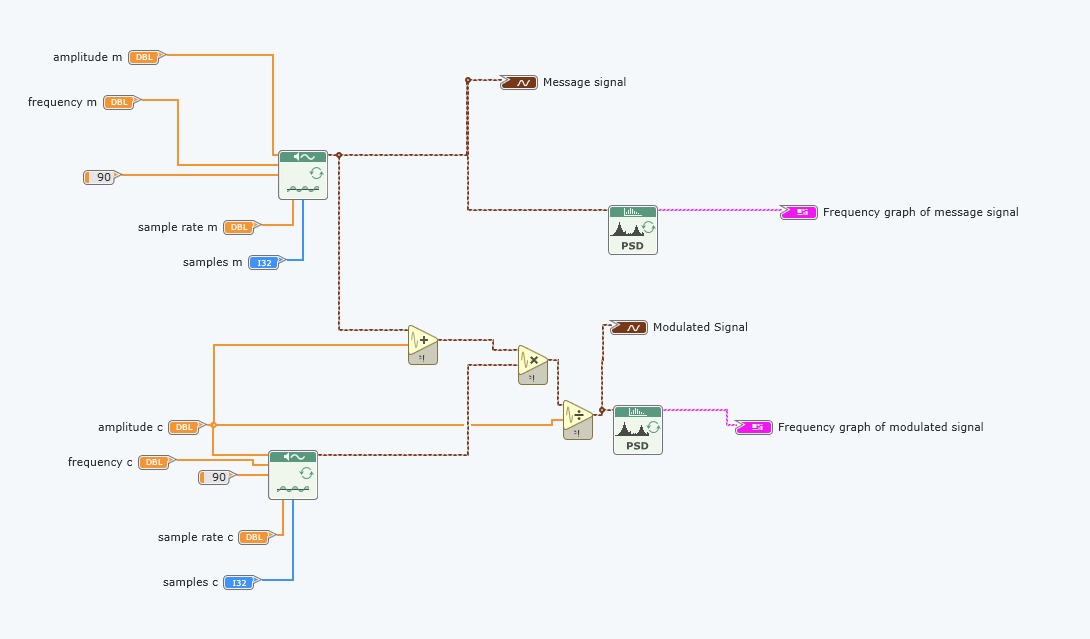 amplitude m DBL
Message signal
frequency m DBL
90
sample rate m DBL
PSD
Frequency graph of message signal
samples m I32
+
Modulated Signal
×
÷
amplitude c DBL
PSD
Frequency graph of modulated signal
frequency c DBL
90
sample rate c DBL
samples c I32